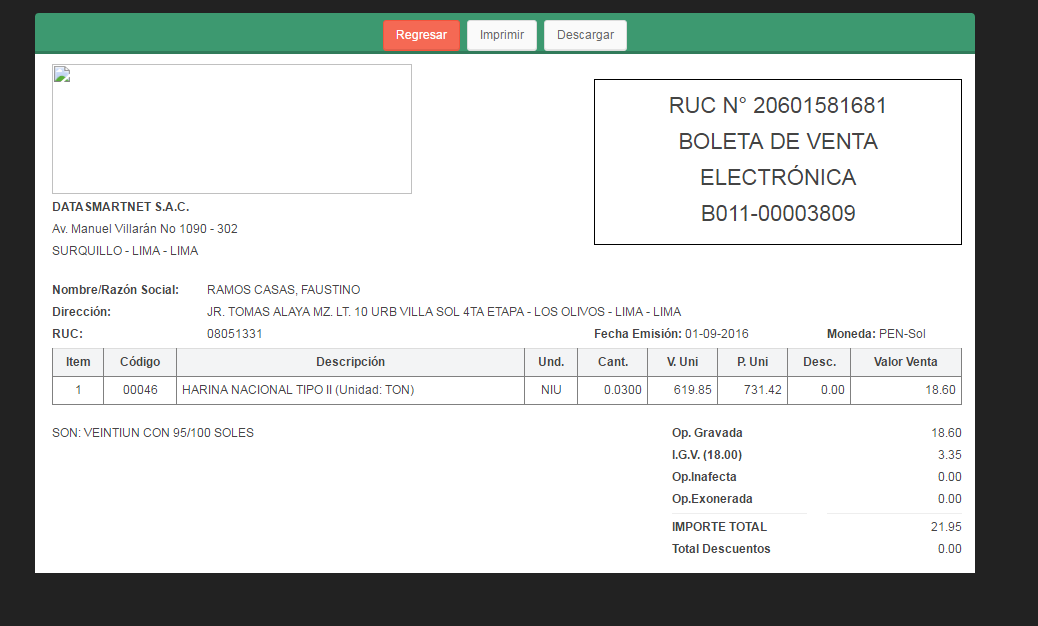 Regresar Imprimir Descargar
RUC N° 20601581681
BOLETA DE VENTA
ELECTRÓNICA
B011-00003809
DATASMARTNET S.A.C.
Av. Manuel Villarán No 1090 - 302
SURQUILLO - LIMA - LIMA
Nombre/Razón Social: RAMOS CASAS, FAUSTINO
Dirección: JR. TOMAS ALAYA MZ. LT. 10 URB VILLA SOL 4TA ETAPA - LOS OLIVOS - LIMA - LIMA
RUC: 08051331 Fecha Emisión: 01-09-2016 Moneda: PEN-Sol
Item Código Descripción Und. Cant. V. Uni P. Uni Desc. Valor Venta
1 00046 HARINA NACIONAL TIPO II (Unidad: TON) NIU 0.0300 619.85 731.42 0.00 18.60
SON: VEINTIUN CON 95/100 SOLES Op. Gravada 18.60
I.G.V. (18.00) 3.35
Op.Inafecta 0.00
Op.Exonerada 0.00
IMPORTE TOTAL 21.95
Total Descuentos 0.00